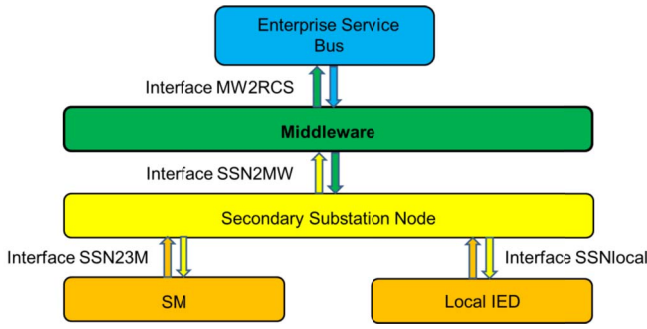 Enterprise Service
Bus
Interface MW2RCS
Middleware
Interface SSN2MW
Secondary Substation Node
Interface SSN23M
Interface SSNlocal
SM
Local IED